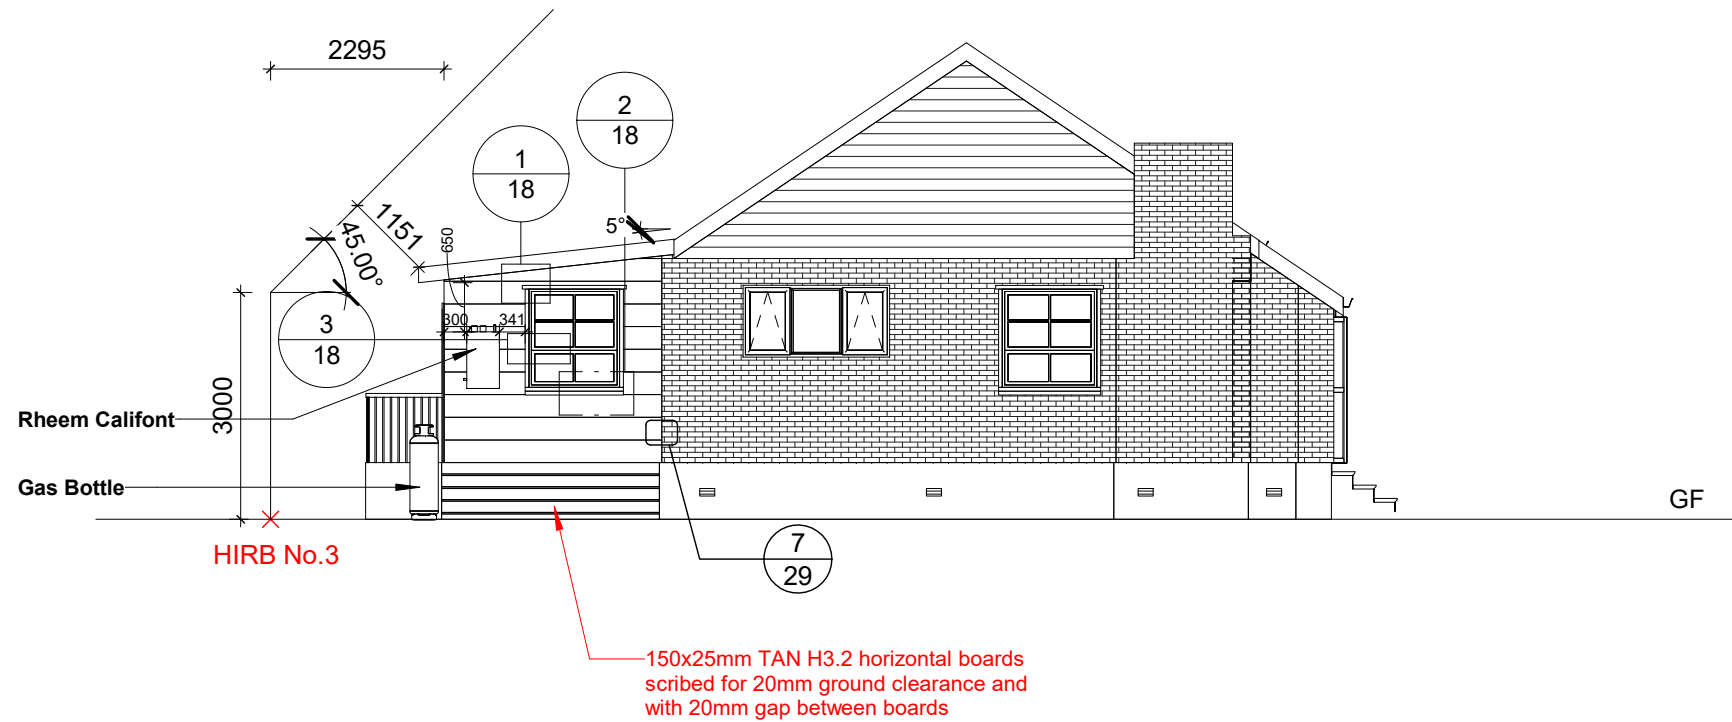 2295
2
18
1
18
5°
1151
650
45.00°
300
341
3
18
3000
Rheem Califont
Gas Bottle
GF
HIRB No.3
7
29
150x25mm TAN H3.2 horizontal boards
scribed for 20mm ground clearance and
with 20mm gap between boards